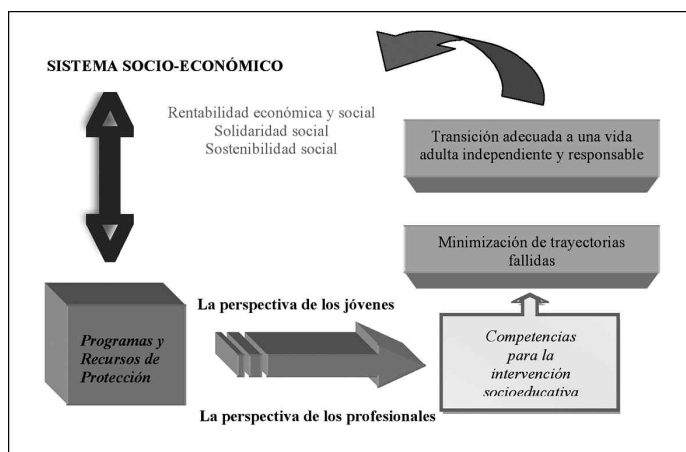 SISTEMA SOCIO-ECONÓMICO
Rentabilidad económica y social
Solidaridad social
Sostenibilidad social
Transición adecuada a una vida
adulta independiente y responsable
Minimización de trayectorias
fallidas
La perspectiva de los jóvenes
Programas y
Recursos de
Protección
Competencias
para la
intervención
socioeducativa
La perspectiva de los profesionales